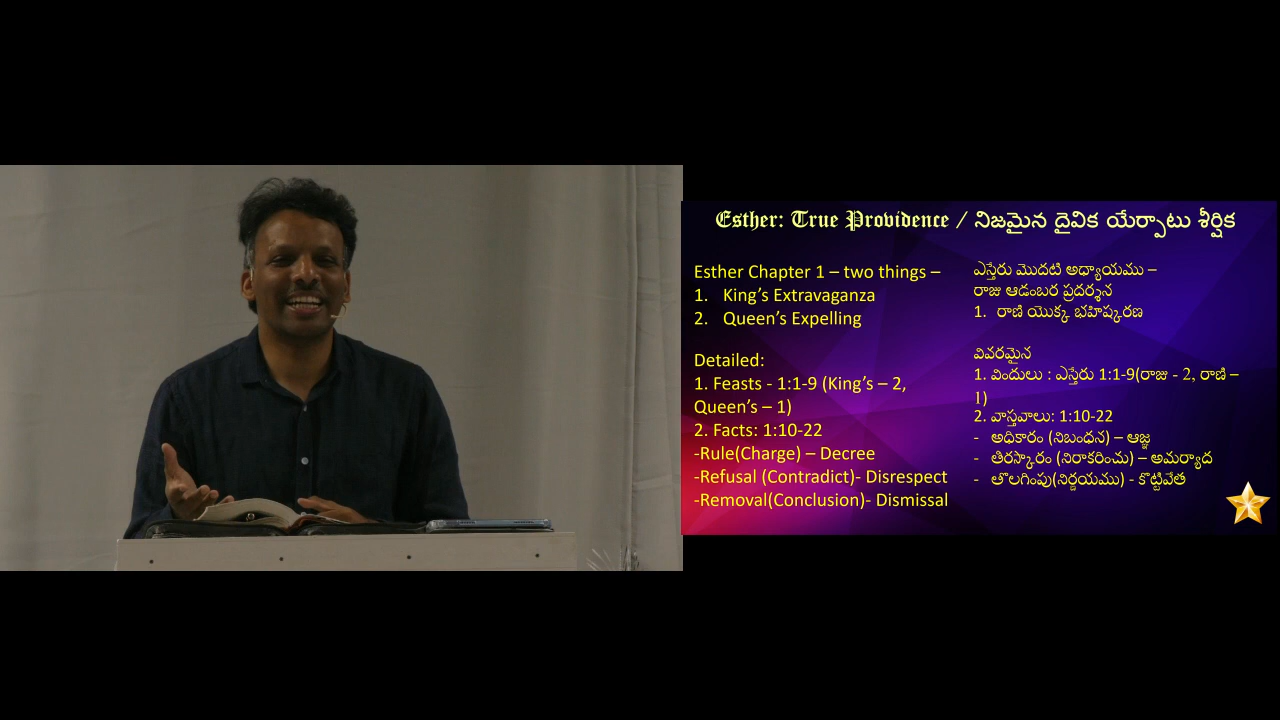 Esther: True Providence / నిజమైన దైవిక యేర్పాటు శీర్షిక
Esther Chapter 1 – two things –
1. King’s Extravaganza
2. Queen’s Expelling
Detailed:
1. Feasts - 1:1-9 (King’s – 2,
Queen’s – 1)
2. Facts: 1:10-22
-Rule(Charge) – Decree
-Refusal (Contradict)- Disrespect
-Removal(Conclusion)- Dismissal
ఎస్తేరు మొదటి అధ్యాయము –
రాజు ఆడంబర ప్రదర్శన
1. రాణి యొక్క భహిష్కరణ
వివరమైన
1. విందులు : ఎస్తేరు 1:1-9(రాజు - 2, రాణి –
1)
2. వాస్తవాలు: 1:10-22
- అధికారం (నిబంధన) – ఆజ్ఞ
- తిరస్కారం (నిరాకరించు) – అమర్యాద
- తొలగింపు(నిర్ణయము) - కొట్టివేత